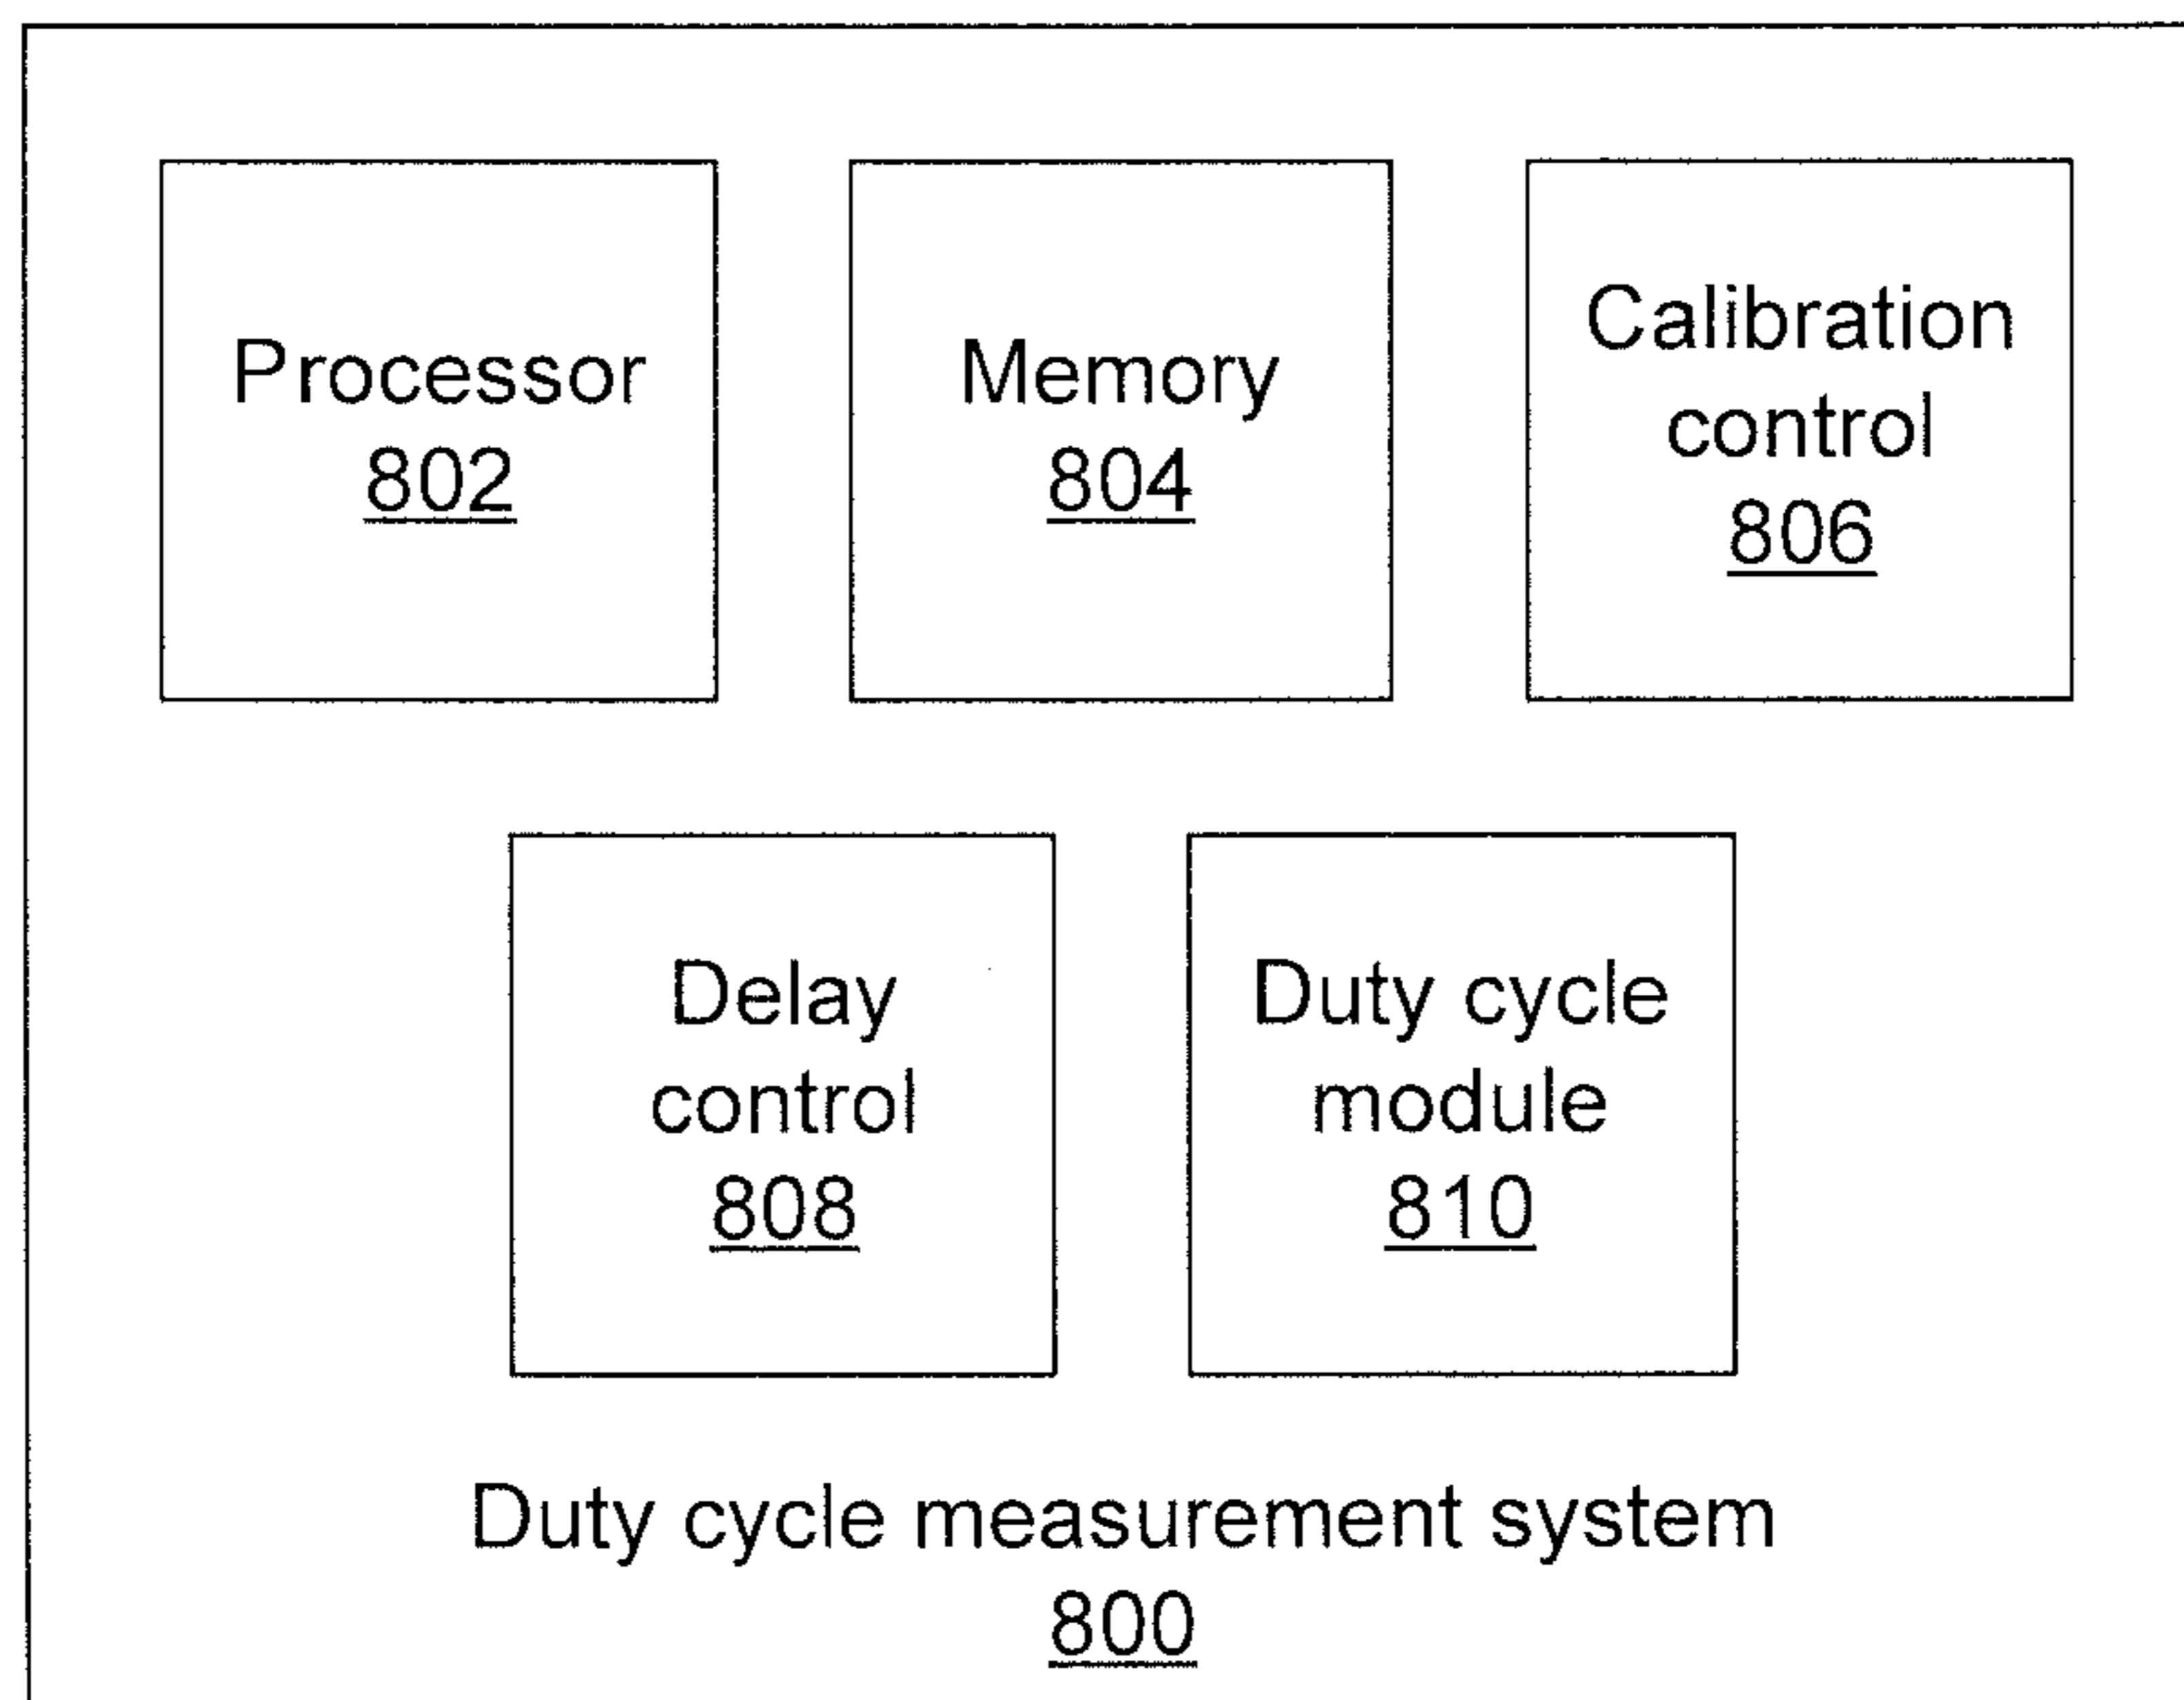 Processor
802
Memory
804
Calibration
control
806
Delay
control
808
Duty cycle
module
810
Duty cycle measurement system
800